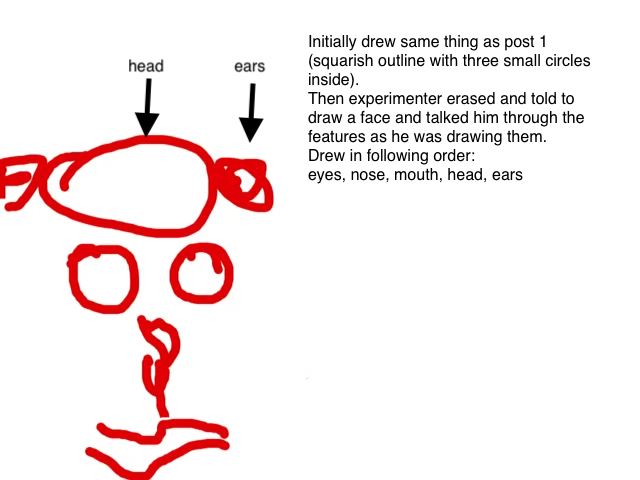 head ears
Initially drew same thing as post 1
(squarish outline with three small circles
inside).
Then experimenter erased and told to
draw a face and talked him through the
features as he was drawing them.
Drew in following order:
eyes, nose, mouth, head, ears